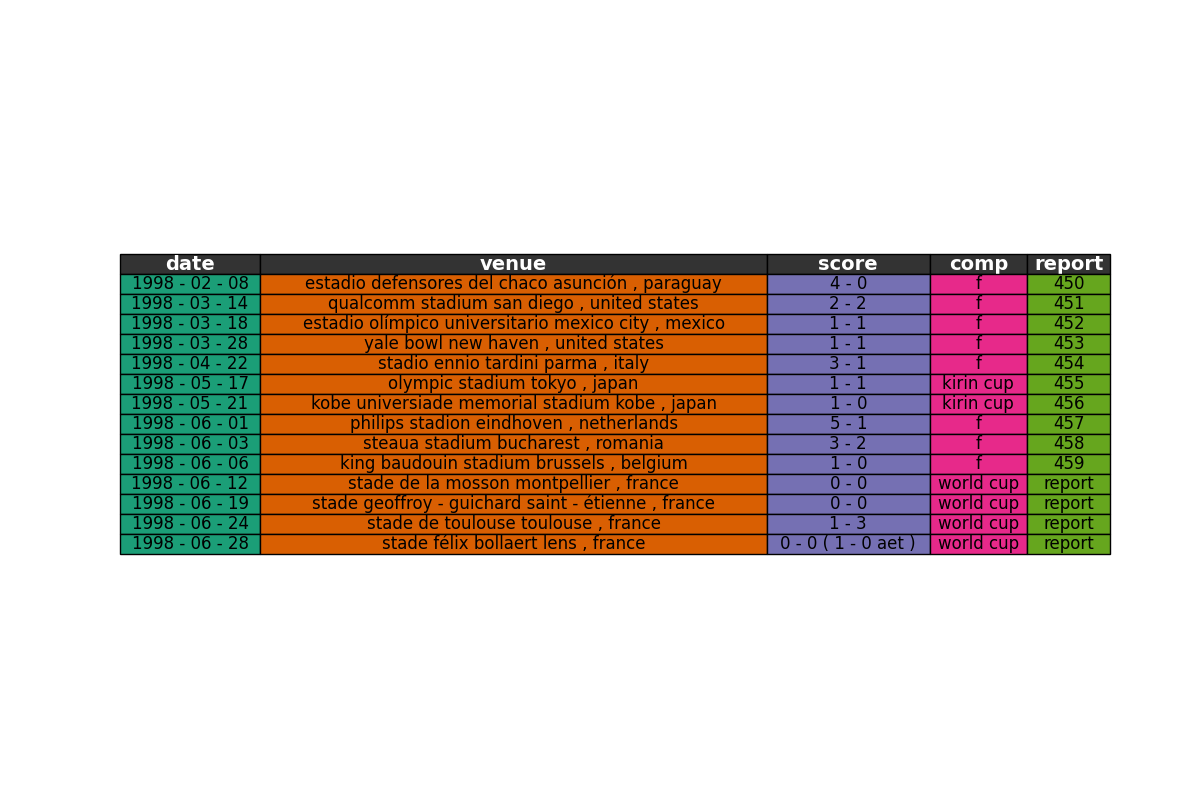 date venue score comp report
1998 - 02 - 08 estadio defensores del chaco asunción , paraguay 4 - 0 f 450
1998 - 03 - 14 qualcomm stadium san diego , united states 2 - 2 f 451
1998 - 03 - 18 estadio olímpico universitario mexico city , mexico 1 - 1 f 452
1998 - 03 - 28 yale bowl new haven , united states 1 - 1 f 453
1998 - 04 - 22 stadio ennio tardini parma , italy 3 - 1 f 454
1998 - 05 - 17 olympic stadium tokyo , japan 1 - 1 kirin cup 455
1998 - 05 - 21 kobe universiade memorial stadium kobe , japan 1 - 0 kirin cup 456
1998 - 06 - 01 philips stadion eindhoven , netherlands 5 - 1 f 457
1998 - 06 - 03 steaua stadium bucharest , romania 3 - 2 f 458
1998 - 06 - 06 king baudouin stadium brussels , belgium 1 - 0 f 459
1998 - 06 - 12 stade de la mosson montpellier , france 0 - 0 world cup report
1998 - 06 - 19 stade geoffroy - guichard saint - étienne , france 0 - 0 world cup report
1998 - 06 - 24 stade de toulouse toulouse , france 1 - 3 world cup report
1998 - 06 - 28 stade félix bollaert lens , france 0 - 0 ( 1 - 0 aet ) world cup report